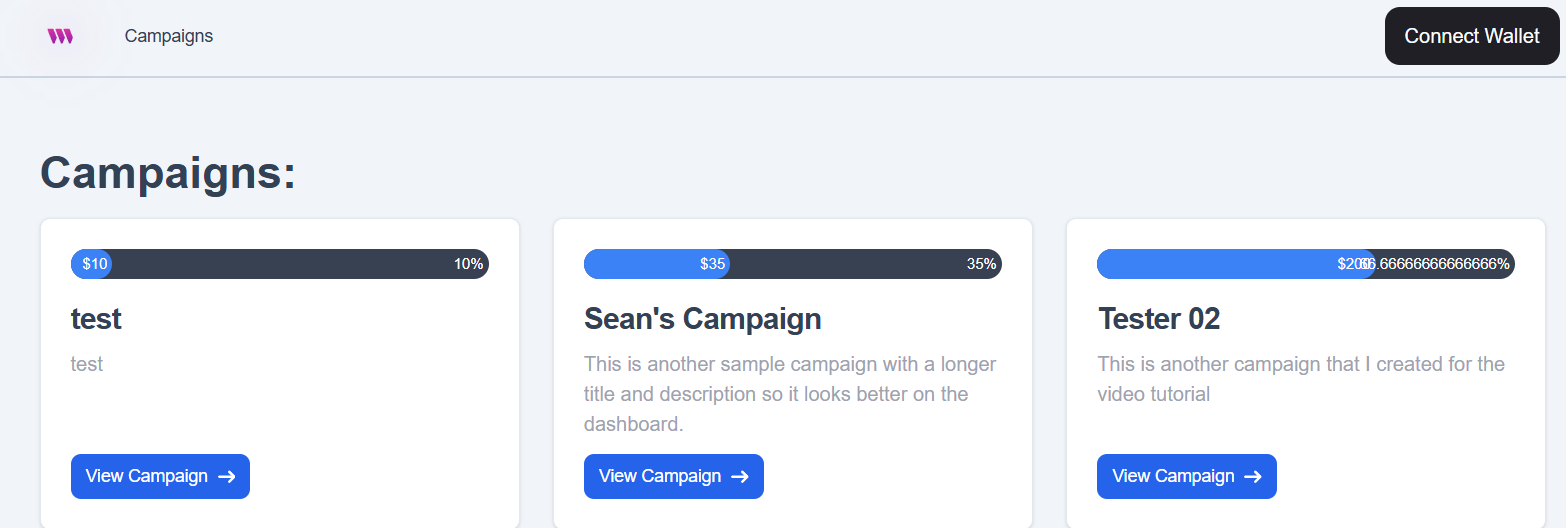 Campaigns
Connect Wallet
Campaigns:
$10 10%
$35 35%
$200 66.66666666666666%
test
Sean's Campaign
Tester 02
test
This is another sample campaign with a longer
title and description so it looks better on the
dashboard.
This is another campaign that I created for the
video tutorial
View Campaign
View Campaign
View Campaign